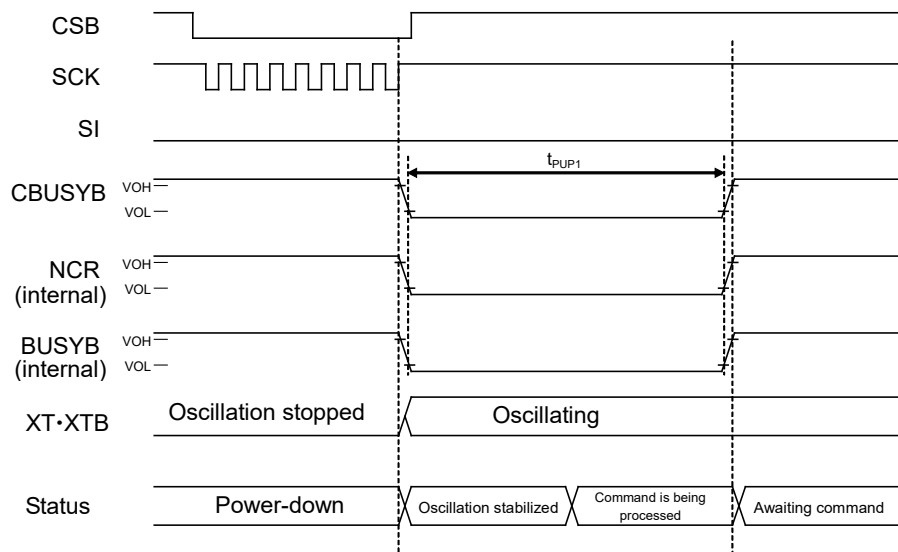 CSB
SCK
SI
t_PUP1
CBUSYB
VOH
VOL
NCR
(internal)
VOH
VOL
BUSYB
(internal)
VOH
VOL
XT•XTB
Oscillation stopped
Oscillating
Status
Power-down
Oscillation stabilized
Command is being
processed
Awaiting command